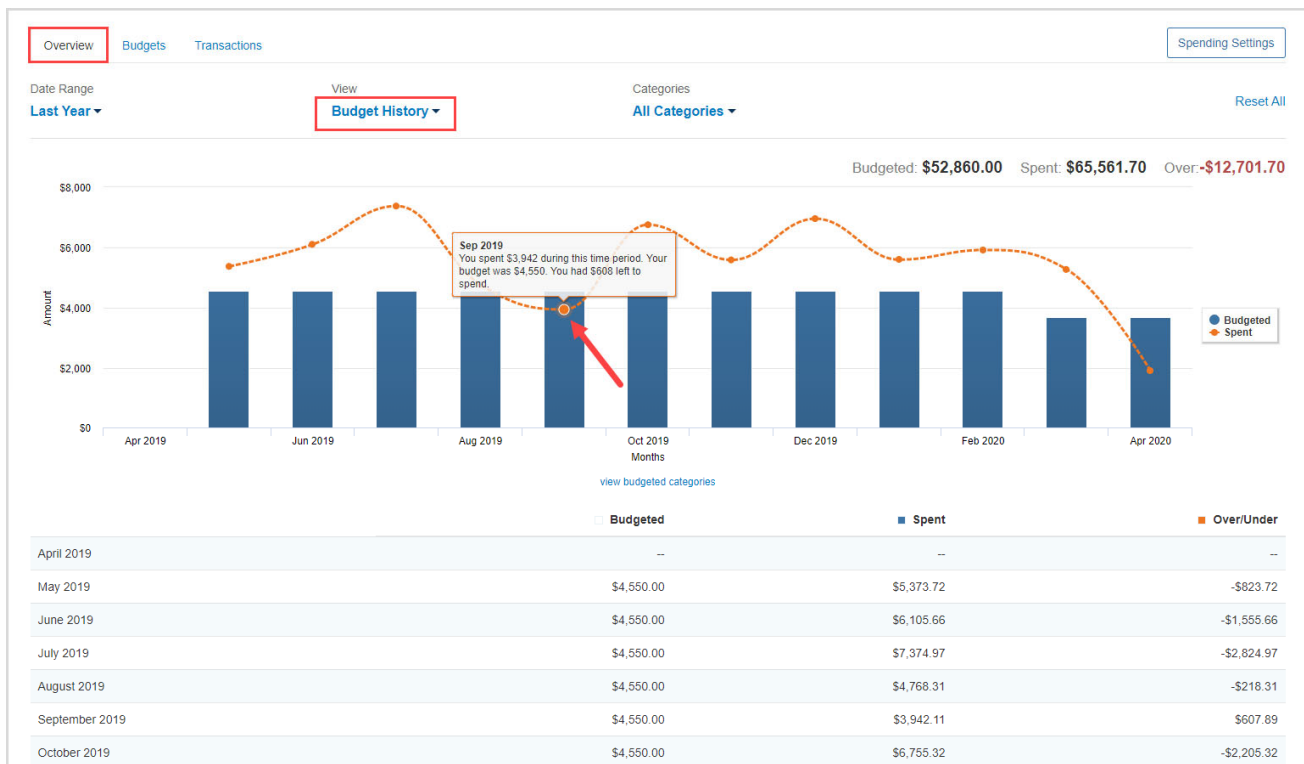 Overview Budgets Transactions Spending Settings
Date Range View Categories
Last Year Budget History All Categories Reset All
Budgeted: $52,860.00 Spent: $65,561.70 Over:-$12,701.70
$8,000
$6,000
Sep 2019
You spent $3,942 during this time period. Your
budget was $4,550. You had $608 left to
spend.
Amount
$4,000
Budgeted
Spent
$2,000
$0
Apr 2019 Jun 2019 Aug 2019 Oct 2019 Dec 2019 Feb 2020 Apr 2020
Months
view budgeted categories
Budgeted Spent Over/Under
April 2019 -- -- --
May 2019 $4,550.00 $5,373.72 -$823.72
June 2019 $4,550.00 $6,105.66 -$1,555.66
July 2019 $4,550.00 $7,374.97 -$2,824.97
August 2019 $4,550.00 $4,768.31 -$218.31
September 2019 $4,550.00 $3,942.11 $607.89
October 2019 $4,550.00 $6,755.32 -$2,205.32